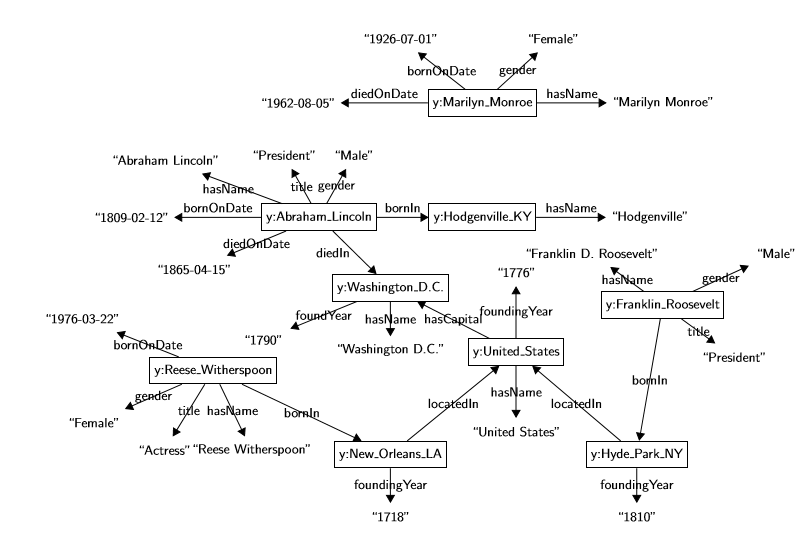 “1926-07-01” “Female”
bornOnDate gender
“1962-08-05” diedOnDate y:Marilyn_Monroe hasName “Marilyn Monroe”
“Abraham Lincoln” “President” “Male”
hasName title gender
“1809-02-12” bornOnDate y:Abraham_Lincoln bornIn y:Hodgenville_KY hasName “Hodgenville”
diedOnDate
“1865-04-15” diedIn “Franklin D. Roosevelt” “Male”
y:Washington_D.C. “1776” hasName gender
foundYear hasName hasCapital foundingYear y:Franklin_Roosevelt
“1976-03-22” “1790” “Washington D.C.” title
bornOnDate y:United_States “President”
y:Reese_Witherspoon bornIn
gender title hasName bornIn locatedIn hasName locatedIn
“Female” “United States”
“Actress” “Reese Witherspoon” y:New_Orleans_LA y:Hyde_Park_NY
foundingYear foundingYear
“1718” “1810”